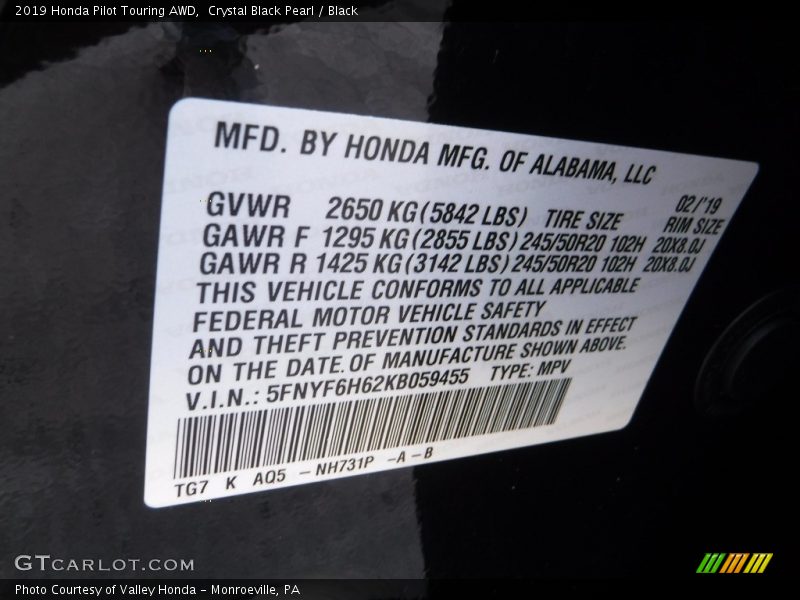 2019 Honda Pilot Touring AWD, Crystal Black Pearl / Black
MFD. BY HONDA MFG. OF ALABAMA, LLC
02/'19
GVWR 2650 KG (5842 LBS) TIRE SIZE RIM SIZE
GAWR F 1295 KG (2855 LBS) 245/50R20 102H 20X8.0J
GAWR R 1425 KG (3142 LBS) 245/50R20 102H 20X8.0J
THIS VEHICLE CONFORMS TO ALL APPLICABLE
FEDERAL MOTOR VEHICLE SAFETY
AND THEFT PREVENTION STANDARDS IN EFFECT
ON THE DATE.OF MANUFACTURE SHOWN ABOVE.
V.I.N.: 5FNYF6H62KB059455 TYPE: MPV
TG7 K AQ5 - NH731P -A-B
GTCARLOT.COM
Photo Courtesy of Valley Honda - Monroeville, PA